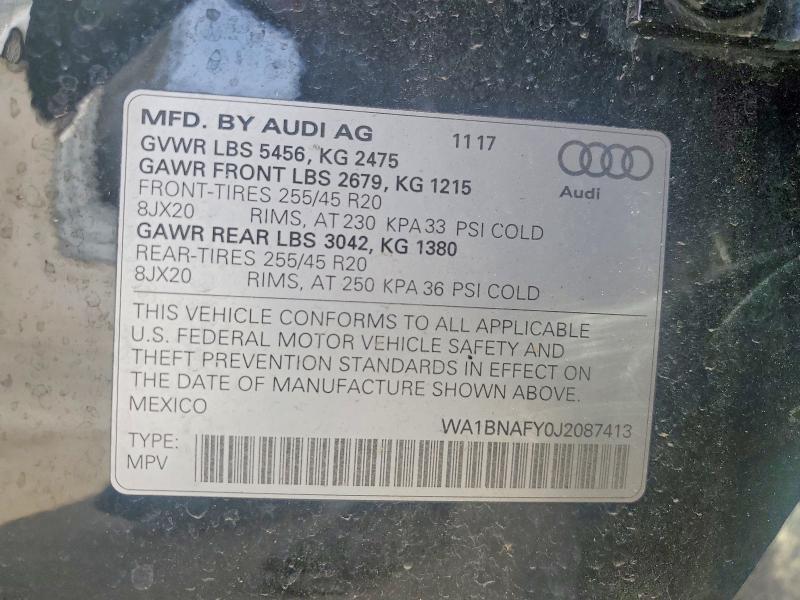 MFD. BY AUDI AG 11 17
GVWR LBS 5456, KG 2475
GAWR FRONT LBS 2679, KG 1215
FRONT-TIRES 255/45 R20
8JX20 RIMS, AT 230 KPA 33 PSI COLD
GAWR REAR LBS 3042, KG 1380
REAR-TIRES 255/45 R20
8JX20 RIMS, AT 250 KPA 36 PSI COLD
Audi
THIS VEHICLE CONFORMS TO ALL APPLICABLE
U.S. FEDERAL MOTOR VEHICLE SAFETY AND
THEFT PREVENTION STANDARDS IN EFFECT ON
THE DATE OF MANUFACTURE SHOWN ABOVE.
MEXICO
WA1BNAFY0J2087413
TYPE:
MPV